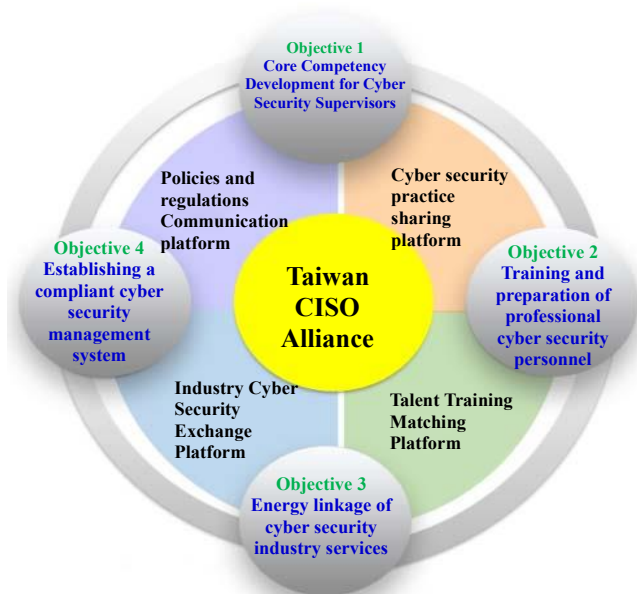 Objective 1
Core Competency
Development for Cyber
Security Supervisors
Policies and
regulations
Communication
platform
Cyber security
practice
sharing
platform
Objective 4
Establishing a
compliant cyber
security
management
system
Taiwan
CISO
Alliance
Objective 2
Training and
preparation of
professional
cyber security
personnel
Industry Cyber
Security
Exchange
Platform
Talent Training
Matching
Platform
Objective 3
Energy linkage of
cyber security
industry services